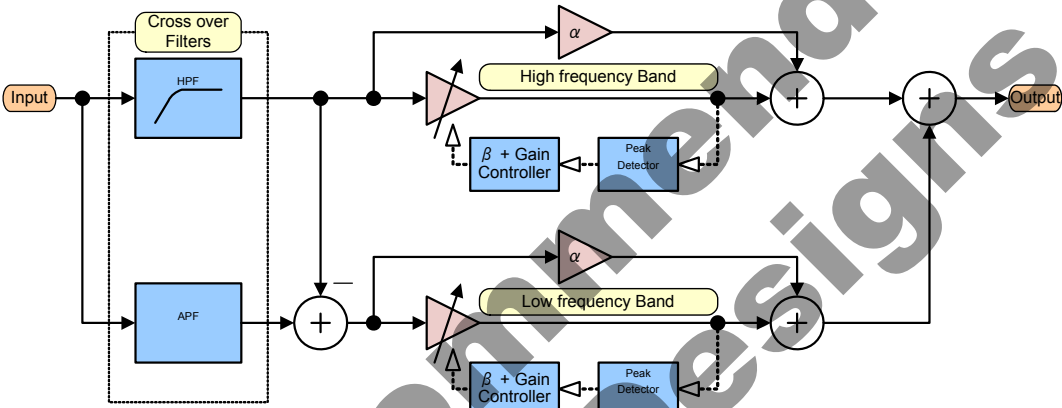 Cross over
Filters
Input
HPF
α
High frequency Band
Output
β + Gain
Controller
Peak
Detector
APF
α
Low frequency Band
β + Gain
Controller
Peak
Detector